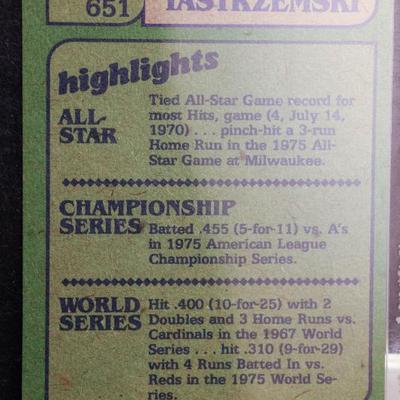 651
YASTRZEMSKI
highlights
ALL-
STAR
Tied All-Star Game record for
most Hits, game (4, July 14,
1970) . . . pinch-hit a 3-run
Home Run in the 1975 All-
Star Game at Milwaukee.
CHAMPIONSHIP
SERIES
Batted .455 (5-for-11) vs. A's
in 1975 American League
Championship Series.
WORLD
SERIES
Hit .400 (10-for-25) with 2
Doubles and 3 Home Runs vs.
Cardinals in the 1967 World
Series . . . hit .310 (9-for-29)
with 4 Runs Batted In vs.
Reds in the 1975 World Se-
ries.